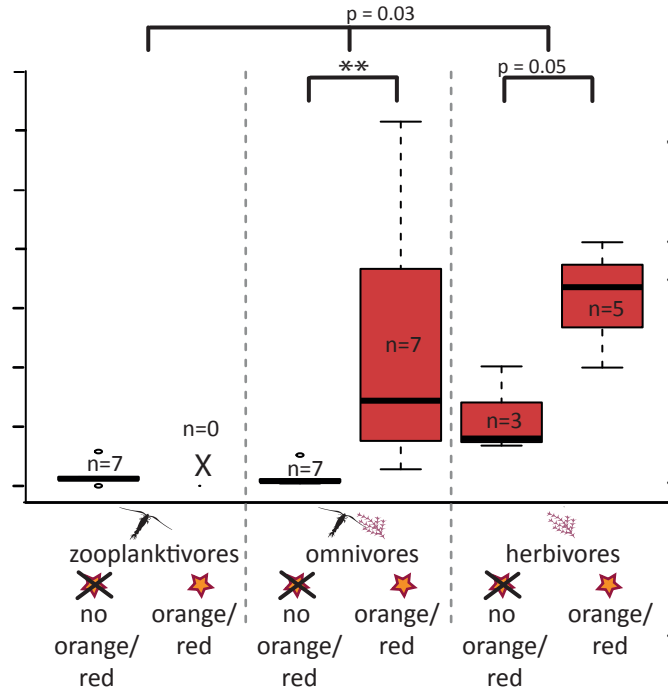 p = 0.03
**
p = 0.05
n=7
n=0
X
n=7
n=7
n=3
n=5
zooplanktivores
omnivores
herbivores
no
orange/
red
orange/
red
no
orange/
red
orange/
red
no
orange/
red
orange/
red